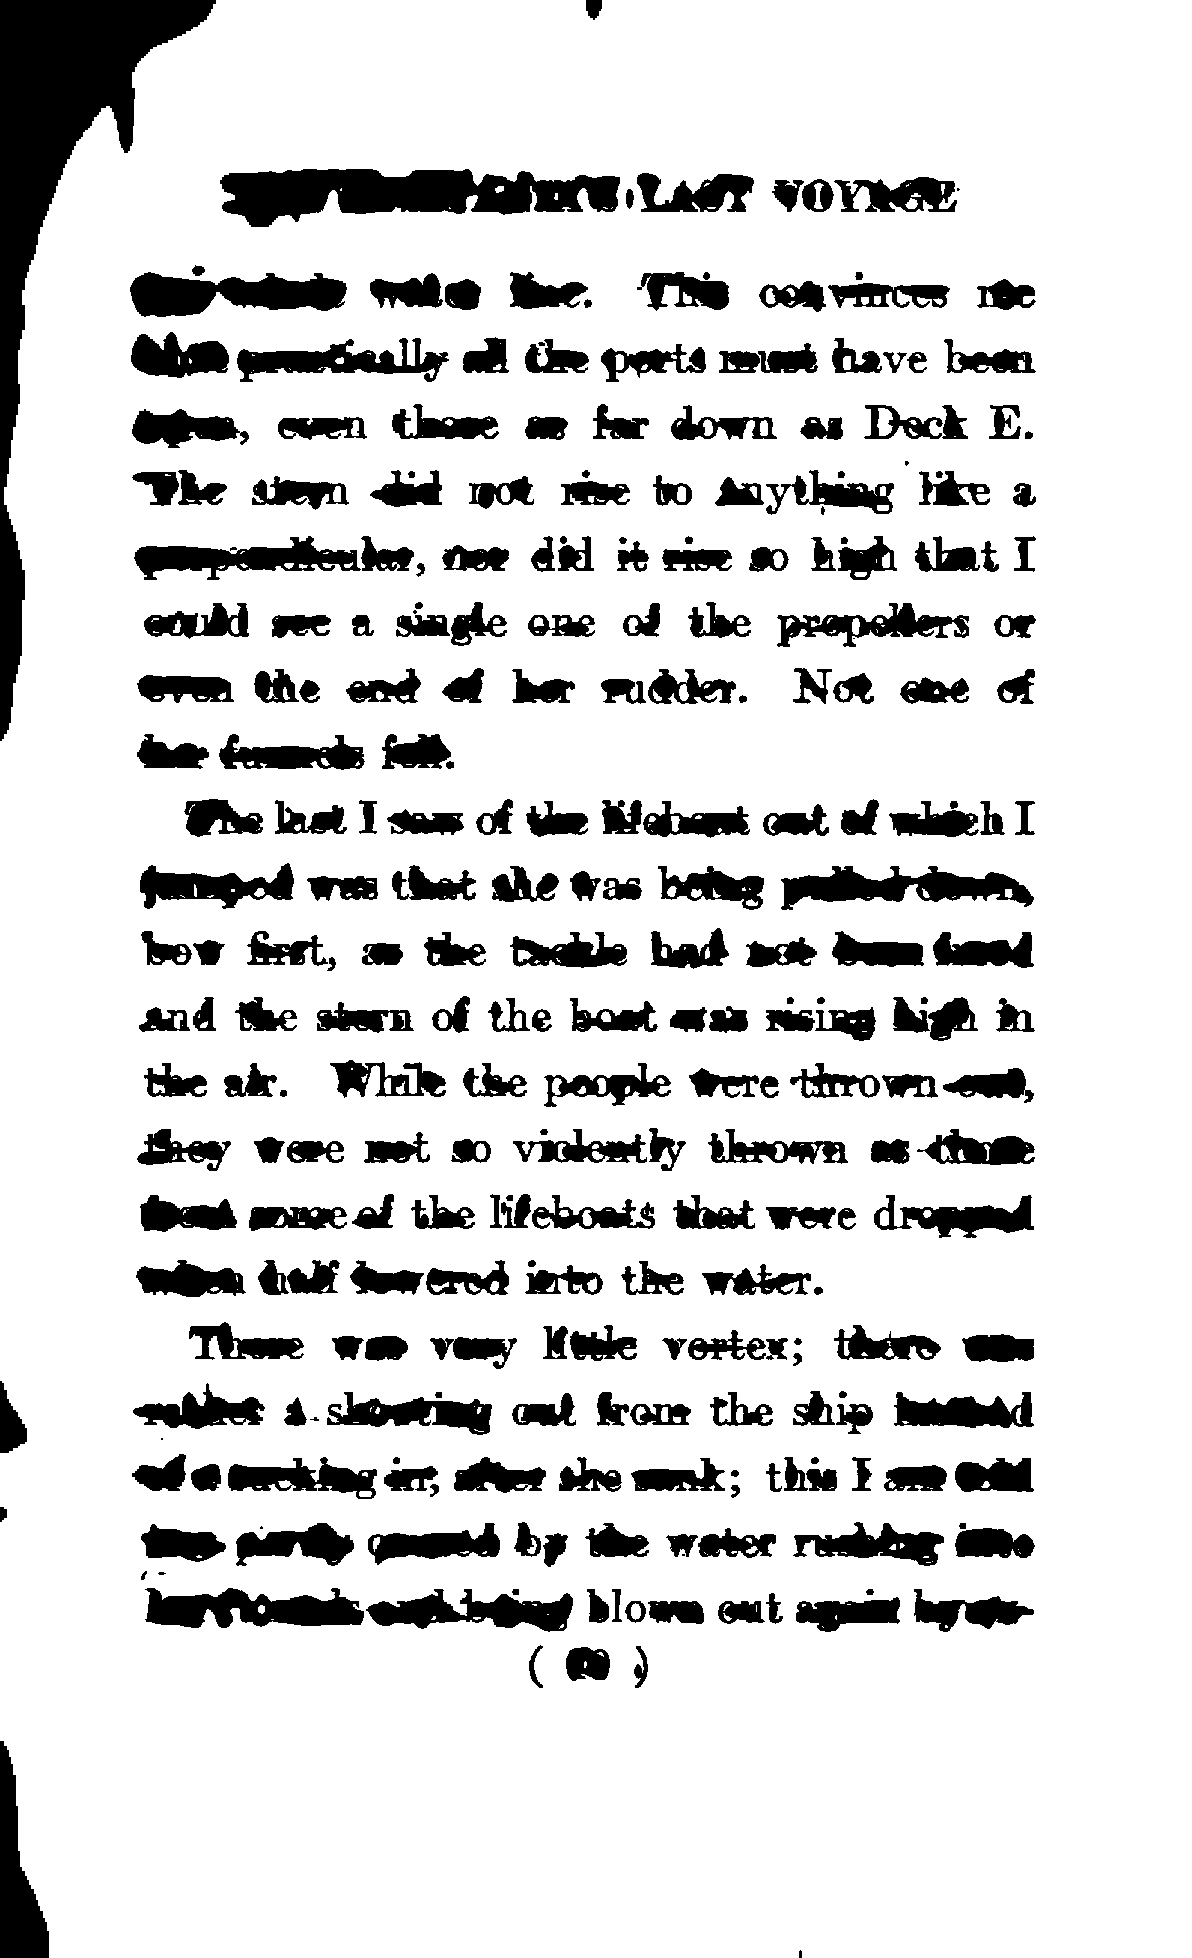 LAST VOYAGE
water line. This convinces me
that practically all the ports must have been
open, even those as far down as Deck E.
The stern did not rise to anything like a
perpendicular, nor did it rise so high that I
could see a single one of the propellers or
even the end of her rudder. Not one of
her funnels fell.
The last I saw of the lifeboat out of which I
jumped was that she was being pulled down,
bow first, as the tackle had not been freed
and the stern of the boat was rising high in
the air. While the people were thrown out,
they were not so violently thrown as those
from some of the lifeboats that were dropped
when half lowered into the water.
There was very little vortex; there was
rather a shooting out from the ship instead
of a sucking in, after she sunk; this I am told
was partly caused by the water rushing into
her funnels and being blown out again by ex-